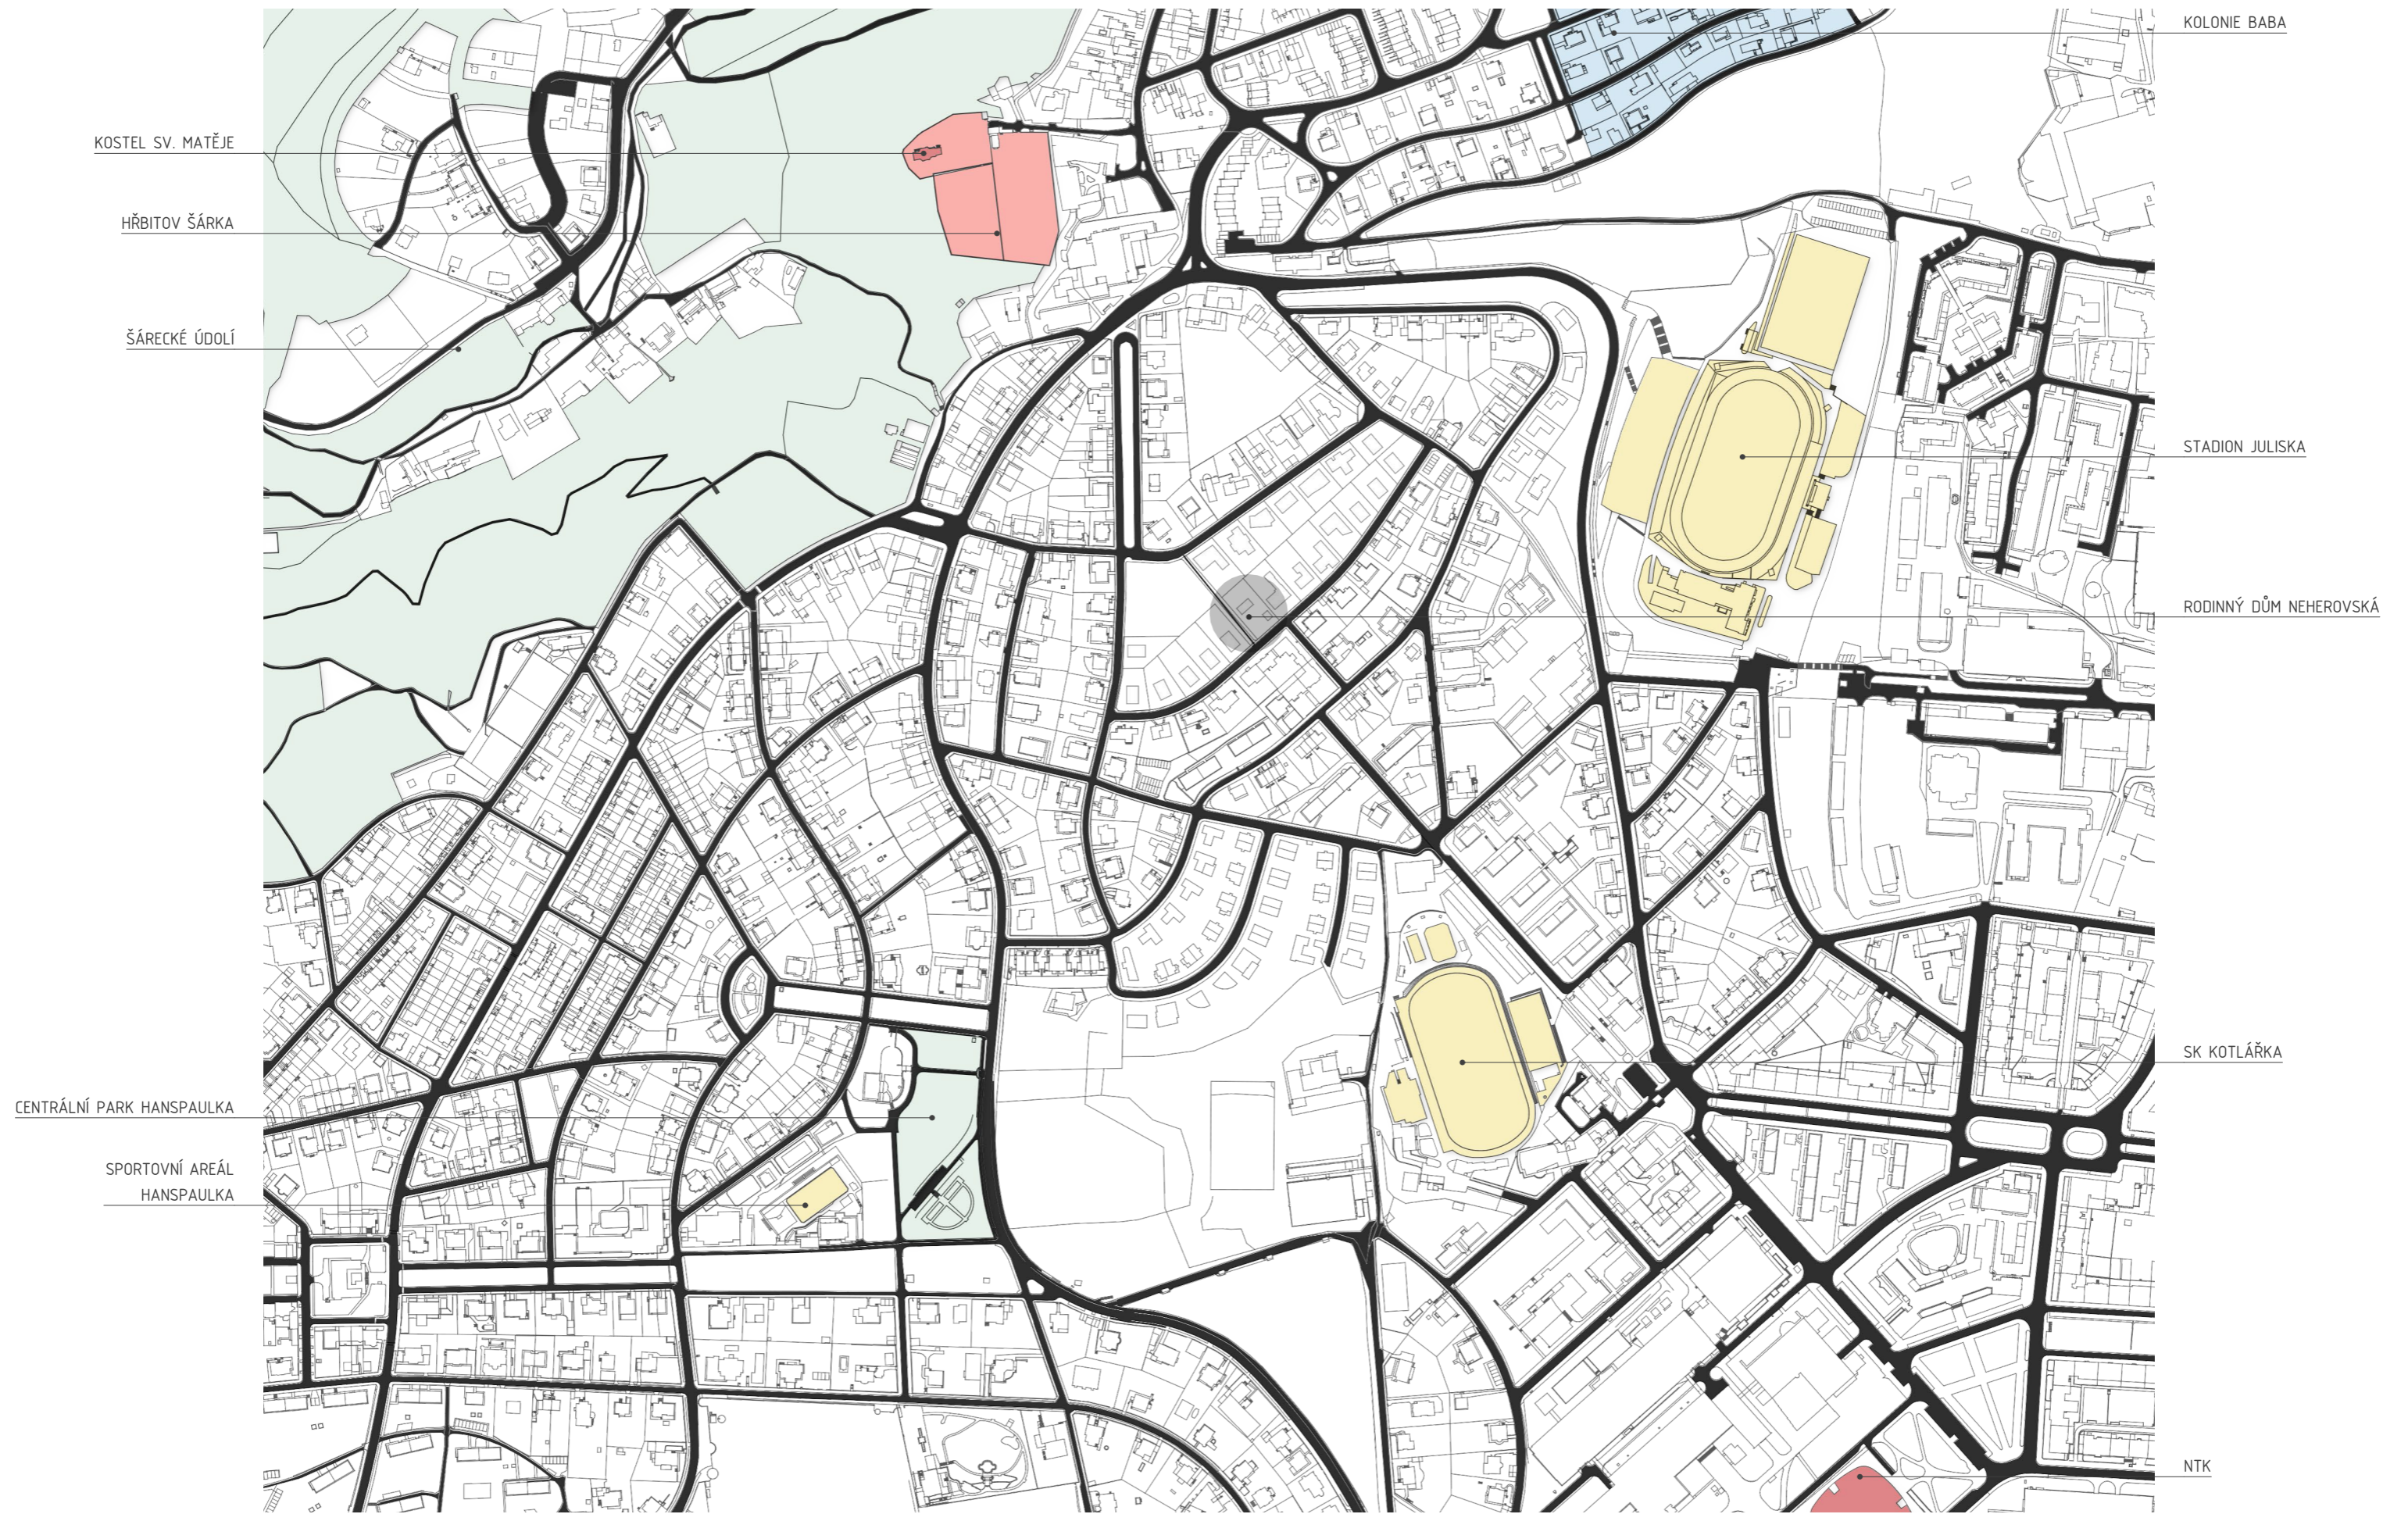 KOLONIE BABA
KOSTEL SV. MATĚJE
HŘBITOV ŠÁRKA
ŠÁRECKÉ ÚDOLÍ
STADION JULISKA
RODINNÝ DŮM NEHEROVSKÁ
SK KOTLÁŘKA
CENTRÁLNÍ PARK HANSPAULKA
SPORTOVNÍ AREÁL
HANSPAULKA
NTK